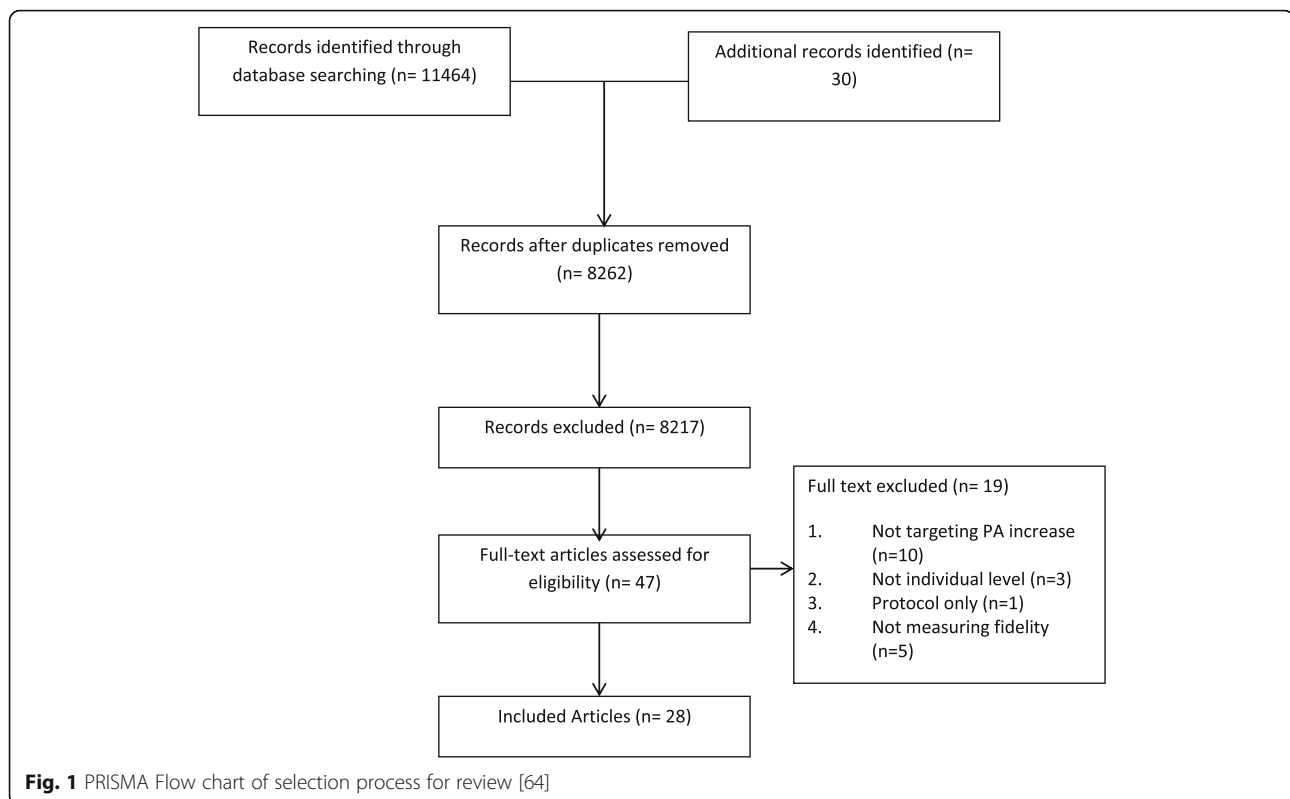 Records identified through
database searching (n= 11464)
Additional records identified (n=
30)
Records after duplicates removed
(n= 8262)
Records excluded (n= 8217)
Full-text articles assessed for
eligibility (n= 47)
Full text excluded (n= 19)
1. Not targeting PA increase
(n=10)
2. Not individual level (n=3)
3. Protocol only (n=1)
4. Not measuring fidelity
(n=5)
Included Articles (n= 28)
Fig. 1 PRISMA Flow chart of selection process for review [64]